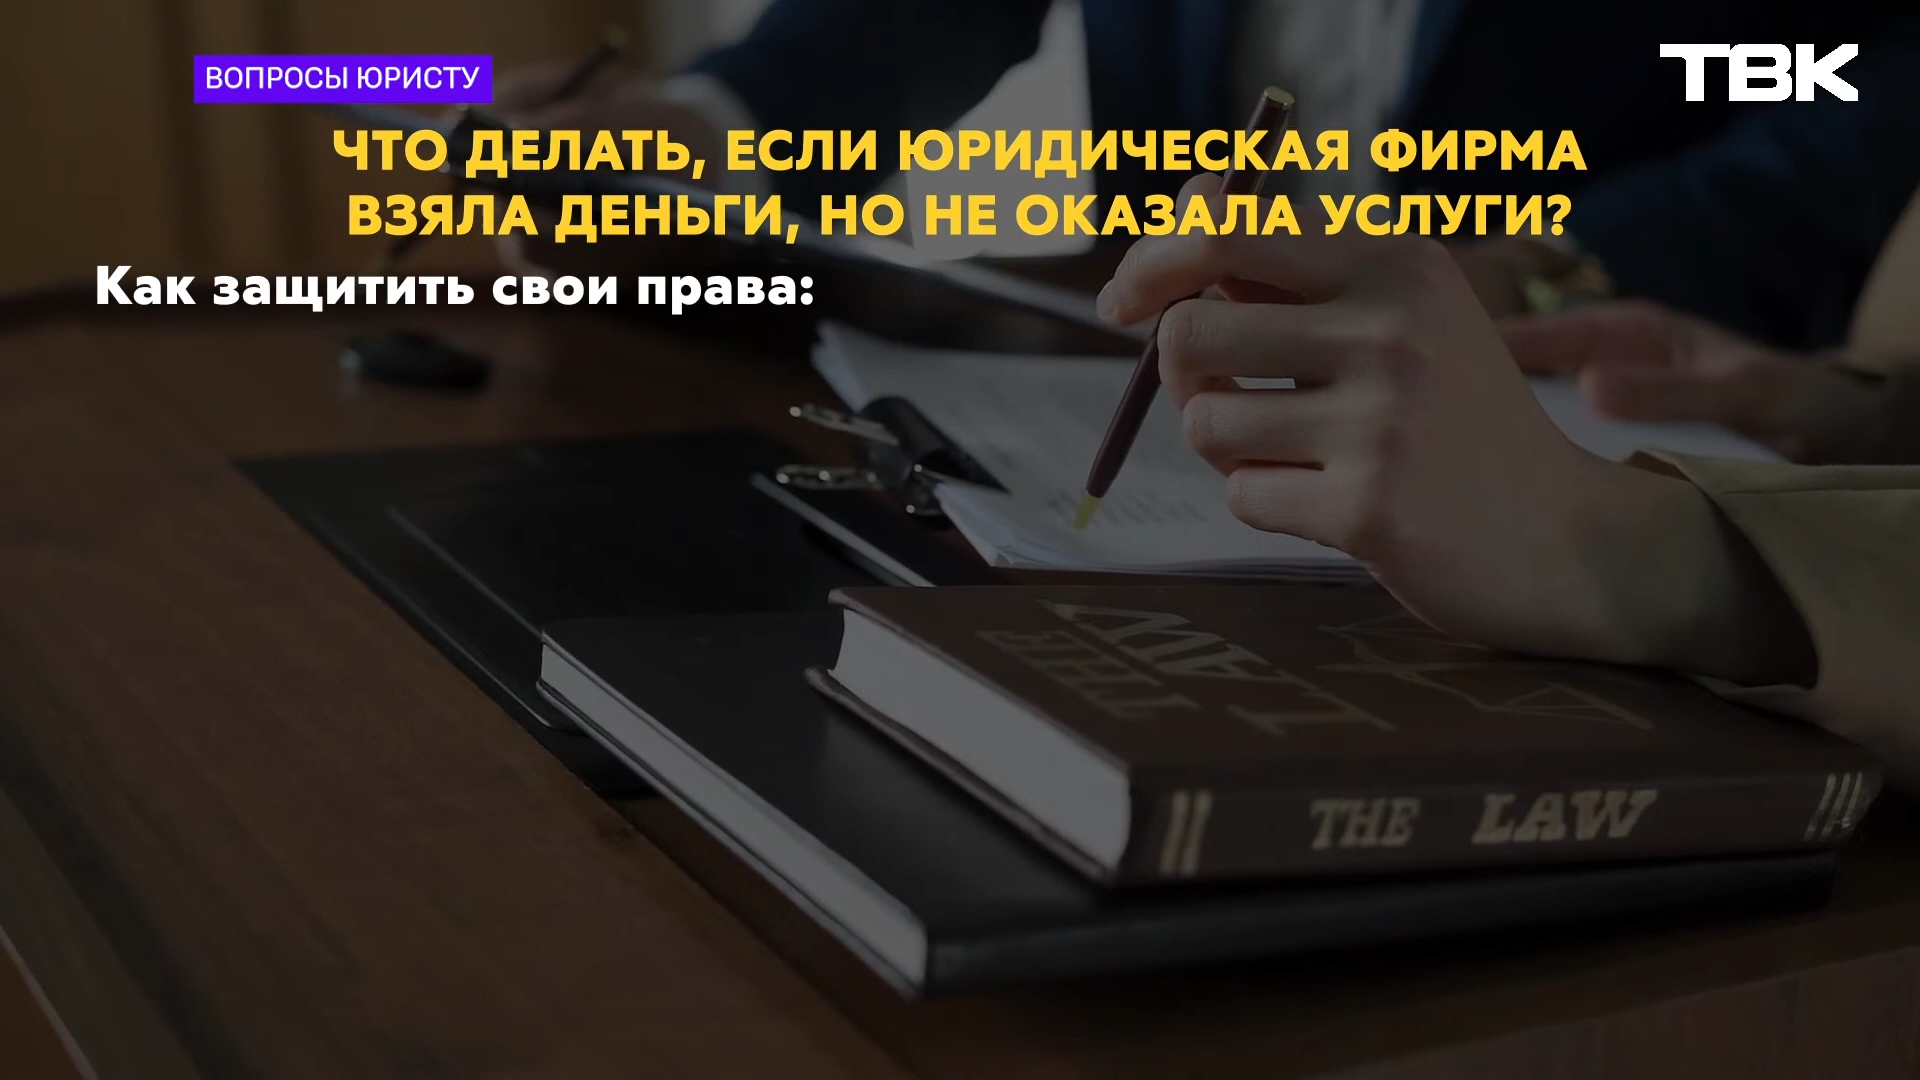 ВОПРОСЫ ЮРИСТУ
ТВК
ЧТО ДЕЛАТЬ, ЕСЛИ ЮРИДИЧЕСКАЯ ФИРМА
ВЗЯЛА ДЕНЬГИ, НО НЕ ОКАЗАЛА УСЛУГИ?
Как защитить свои права:
THE
LAW
THE LAW